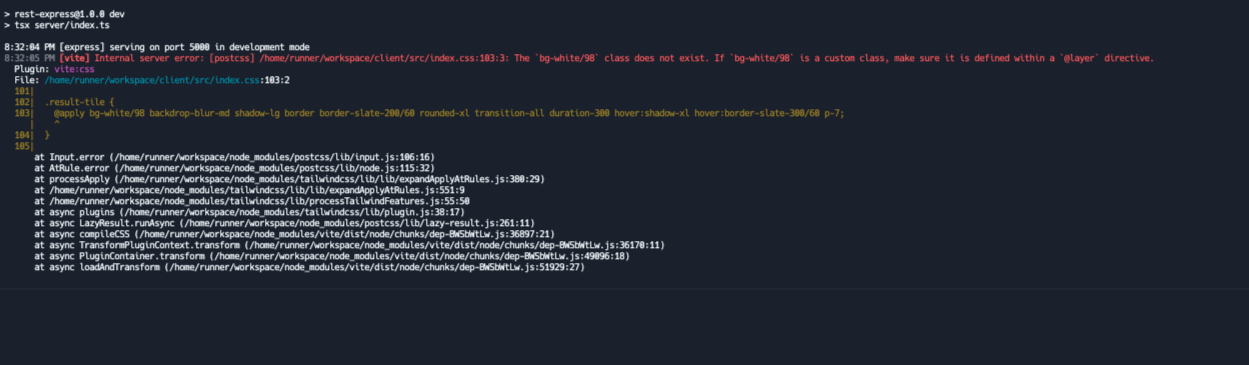 > rest-express@1.0.0 dev
> tsx server/index.ts
8:32:04 PM [express] serving on port 5000 in development mode
8:32:05 PM [vite] Internal server error: [postcss] /home/runner/workspace/client/src/index.css:103:3: The `bg-white/98` class does not exist. If `bg-white/98` is a custom class, make sure it is defined within a `@layer` directive.
Plugin: vite:css
File: /home/runner/workspace/client/src/index.css:103:2
101|
102| .result-tile {
103| @apply bg-white/98 backdrop-blur-md shadow-lg border border-slate-200/60 rounded-xl transition-all duration-300 hover:shadow-xl hover:border-slate-300/60 p-7;
| ^
104| }
105|
at Input.error (/home/runner/workspace/node_modules/postcss/lib/input.js:106:16)
at AtRule.error (/home/runner/workspace/node_modules/postcss/lib/node.js:115:32)
at processApply (/home/runner/workspace/node_modules/tailwindcss/lib/lib/expandApplyAtRules.js:380:29)
at /home/runner/workspace/node_modules/tailwindcss/lib/lib/expandApplyAtRules.js:551:9
at /home/runner/workspace/node_modules/tailwindcss/lib/processTailwindFeatures.js:55:50
at async plugins (/home/runner/workspace/node_modules/tailwindcss/lib/plugin.js:38:17)
at async LazyResult.runAsync (/home/runner/workspace/node_modules/postcss/lib/lazy-result.js:261:11)
at async compileCSS (/home/runner/workspace/node_modules/vite/dist/node/chunks/dep-BWSbWtLw.js:36897:21)
at async TransformPluginContext.transform (/home/runner/workspace/node_modules/vite/dist/node/chunks/dep-BWSbWtLw.js:36170:11)
at async PluginContainer.transform (/home/runner/workspace/node_modules/vite/dist/node/chunks/dep-BWSbWtLw.js:49096:18)
at async loadAndTransform (/home/runner/workspace/node_modules/vite/dist/node/chunks/dep-BWSbWtLw.js:51929:27)